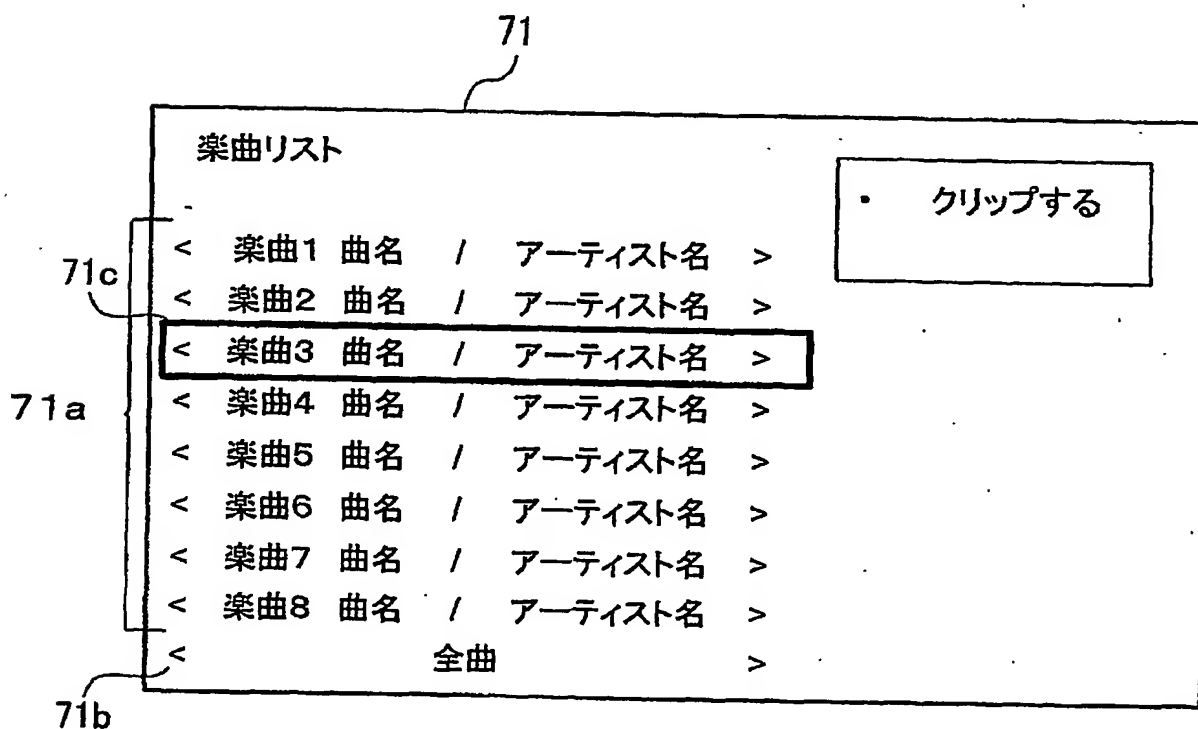 71
楽曲リスト
・ クリップする
< 楽曲1 曲名 / アーティスト名 >
71c
< 楽曲2 曲名 / アーティスト名 >
< 楽曲3 曲名 / アーティスト名 >
71a
< 楽曲4 曲名 / アーティスト名 >
< 楽曲5 曲名 / アーティスト名 >
< 楽曲6 曲名 / アーティスト名 >
< 楽曲7 曲名 / アーティスト名 >
< 楽曲8 曲名 / アーティスト名 >
< 全曲 >
71b